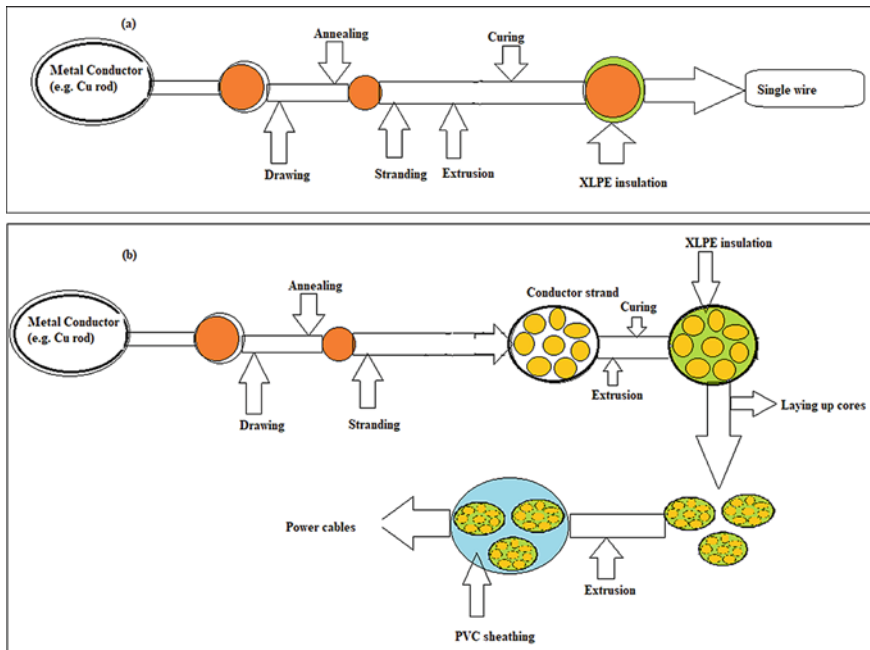 (a)
Annealing
Curing
Metal Conductor
(e.g. Cu rod)
Single wire
Drawing
Stranding
Extrusion
XLPE insulation
(b)
XLPE insulation
Annealing
Conductor strand
Curing
Metal Conductor
(e.g. Cu rod)
Extrusion
Laying up cores
Drawing
Stranding
Power cables
Extrusion
PVC sheathing